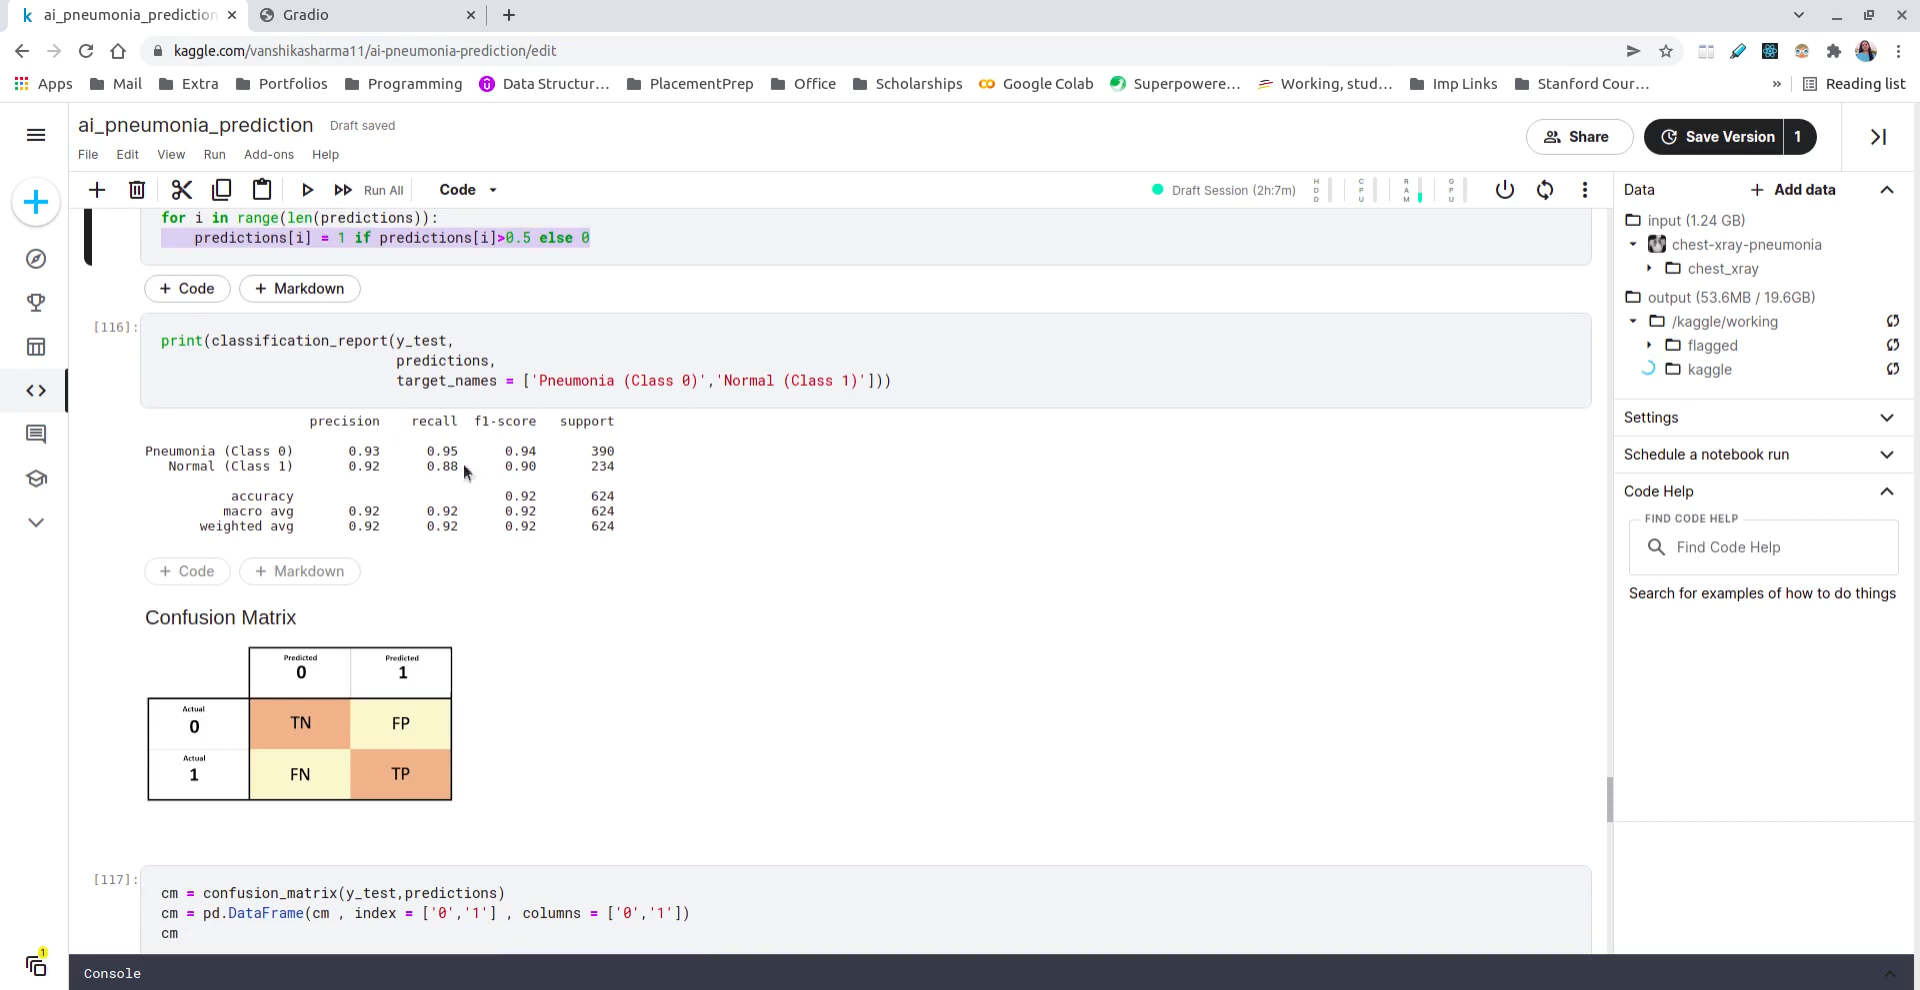 ai_pneumonia_prediction
Gradio
kaggle.com/vanshikasharma11/ai-pneumonia-prediction/edit
Apps Mail Extra Portfolios Programming Data Structur... PlacementPrep Office Scholarships Google Colab Superpowere... Working, stud... Imp Links Stanford Cour... » Reading list
ai_pneumonia_prediction Draft saved
Share
Save Version 1
File Edit View Run Add-ons Help
Run All Code
Draft Session (2h:7m) HDD CPU RAM GPU
for i in range(len(predictions)):
predictions[i] = 1 if predictions[i]>0.5 else 0
+ Code + Markdown
[116]:
print(classification_report(y_test,
predictions,
target_names = ['Pneumonia (Class 0)','Normal (Class 1)']))
precision recall f1-score support
Pneumonia (Class 0) 0.93 0.95 0.94 390
Normal (Class 1) 0.92 0.88 0.90 234
accuracy 0.92 624
macro avg 0.92 0.92 0.92 624
weighted avg 0.92 0.92 0.92 624
+ Code + Markdown
Confusion Matrix
Predicted Predicted
0 1
Actual
0 TN FP
Actual
1 FN TP
[117]:
cm = confusion_matrix(y_test,predictions)
cm = pd.DataFrame(cm , index = ['0','1'] , columns = ['0','1'])
cm
Console
1
Data + Add data
input (1.24 GB)
chest-xray-pneumonia
chest_xray
output (53.6MB / 19.6GB)
/kaggle/working
flagged
kaggle
Settings
Schedule a notebook run
Code Help
FIND CODE HELP
Find Code Help
Search for examples of how to do things